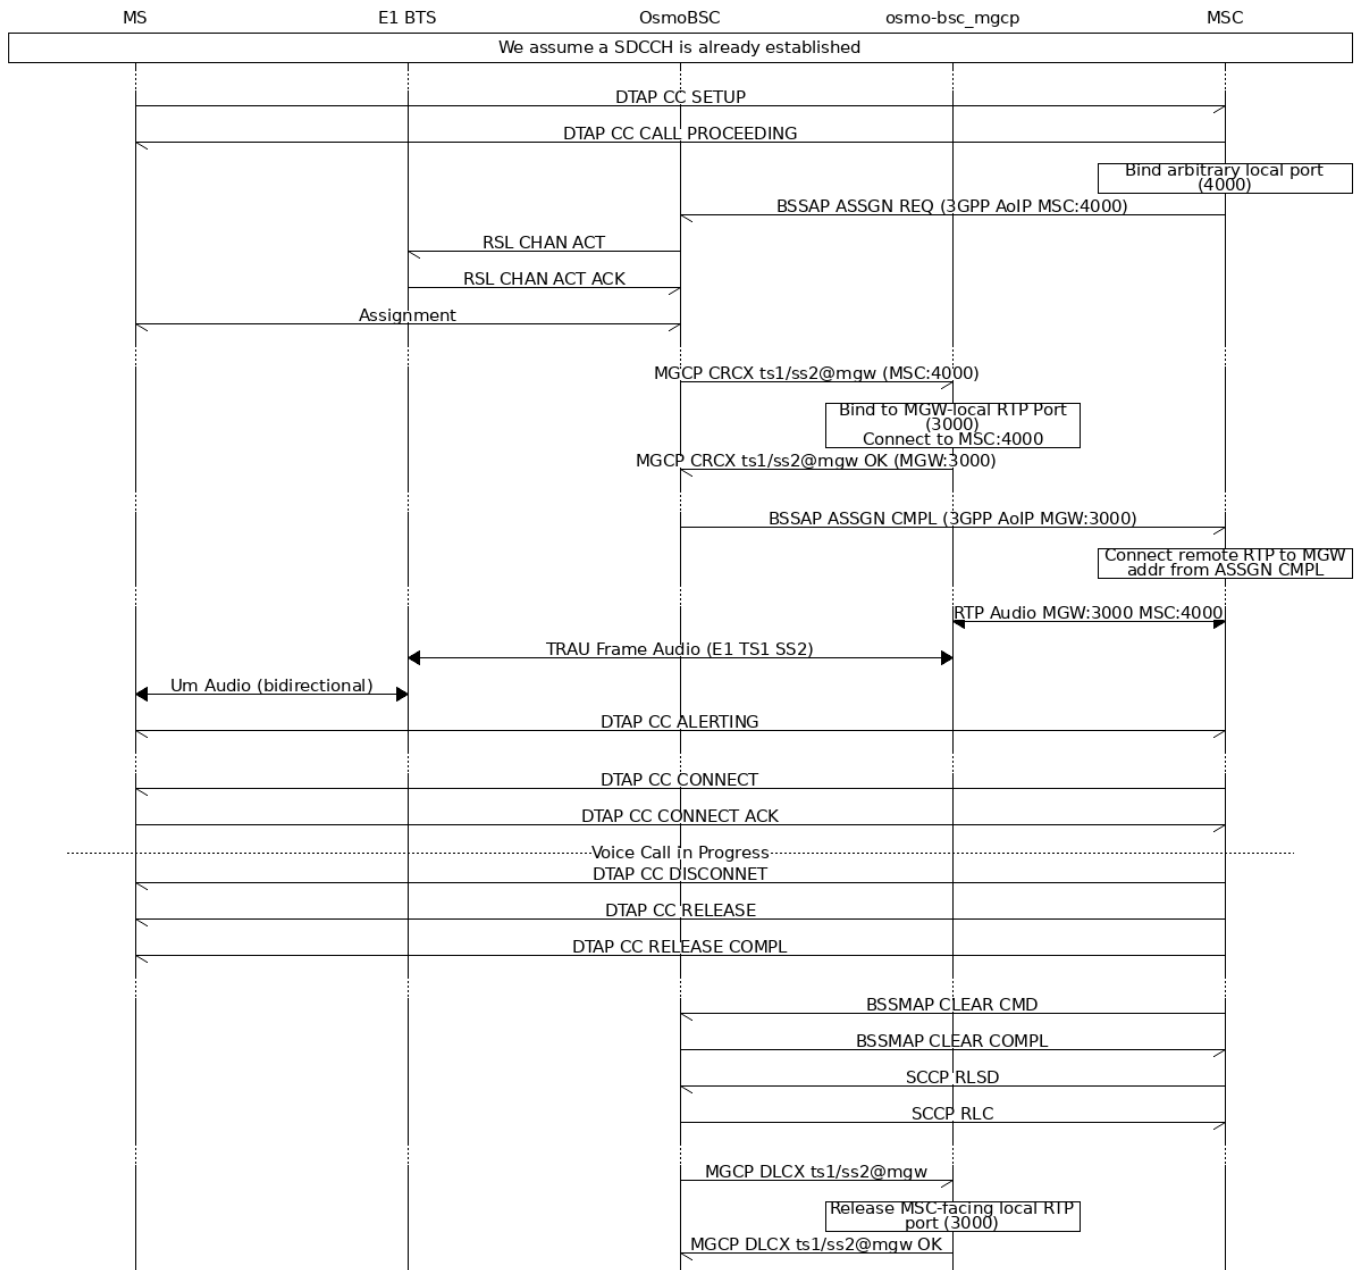 MS E1 BTS OsmoBSC osmo-bsc_mgcp MSC
We assume a SDCCH is already established
DTAP CC SETUP
DTAP CC CALL PROCEEDING
Bind arbitrary local port
(4000)
BSSAP ASSGN REQ (3GPP AoIP MSC:4000)
RSL CHAN ACT
RSL CHAN ACT ACK
Assignment
MGCP CRCX ts1/ss2@mgw (MSC:4000)
Bind to MGW-local RTP Port
(3000)
Connect to MSC:4000
MGCP CRCX ts1/ss2@mgw OK (MGW:3000)
BSSAP ASSGN CMPL (3GPP AoIP MGW:3000)
Connect remote RTP to MGW
addr from ASSGN CMPL
RTP Audio MGW:3000 MSC:4000
TRAU Frame Audio (E1 TS1 SS2)
Um Audio (bidirectional)
DTAP CC ALERTING
DTAP CC CONNECT
DTAP CC CONNECT ACK
Voice Call in Progress
DTAP CC DISCONNET
DTAP CC RELEASE
DTAP CC RELEASE COMPL
BSSMAP CLEAR CMD
BSSMAP CLEAR COMPL
SCCP RLSD
SCCP RLC
MGCP DLCX ts1/ss2@mgw
Release MSC-facing local RTP
port (3000)
MGCP DLCX ts1/ss2@mgw OK